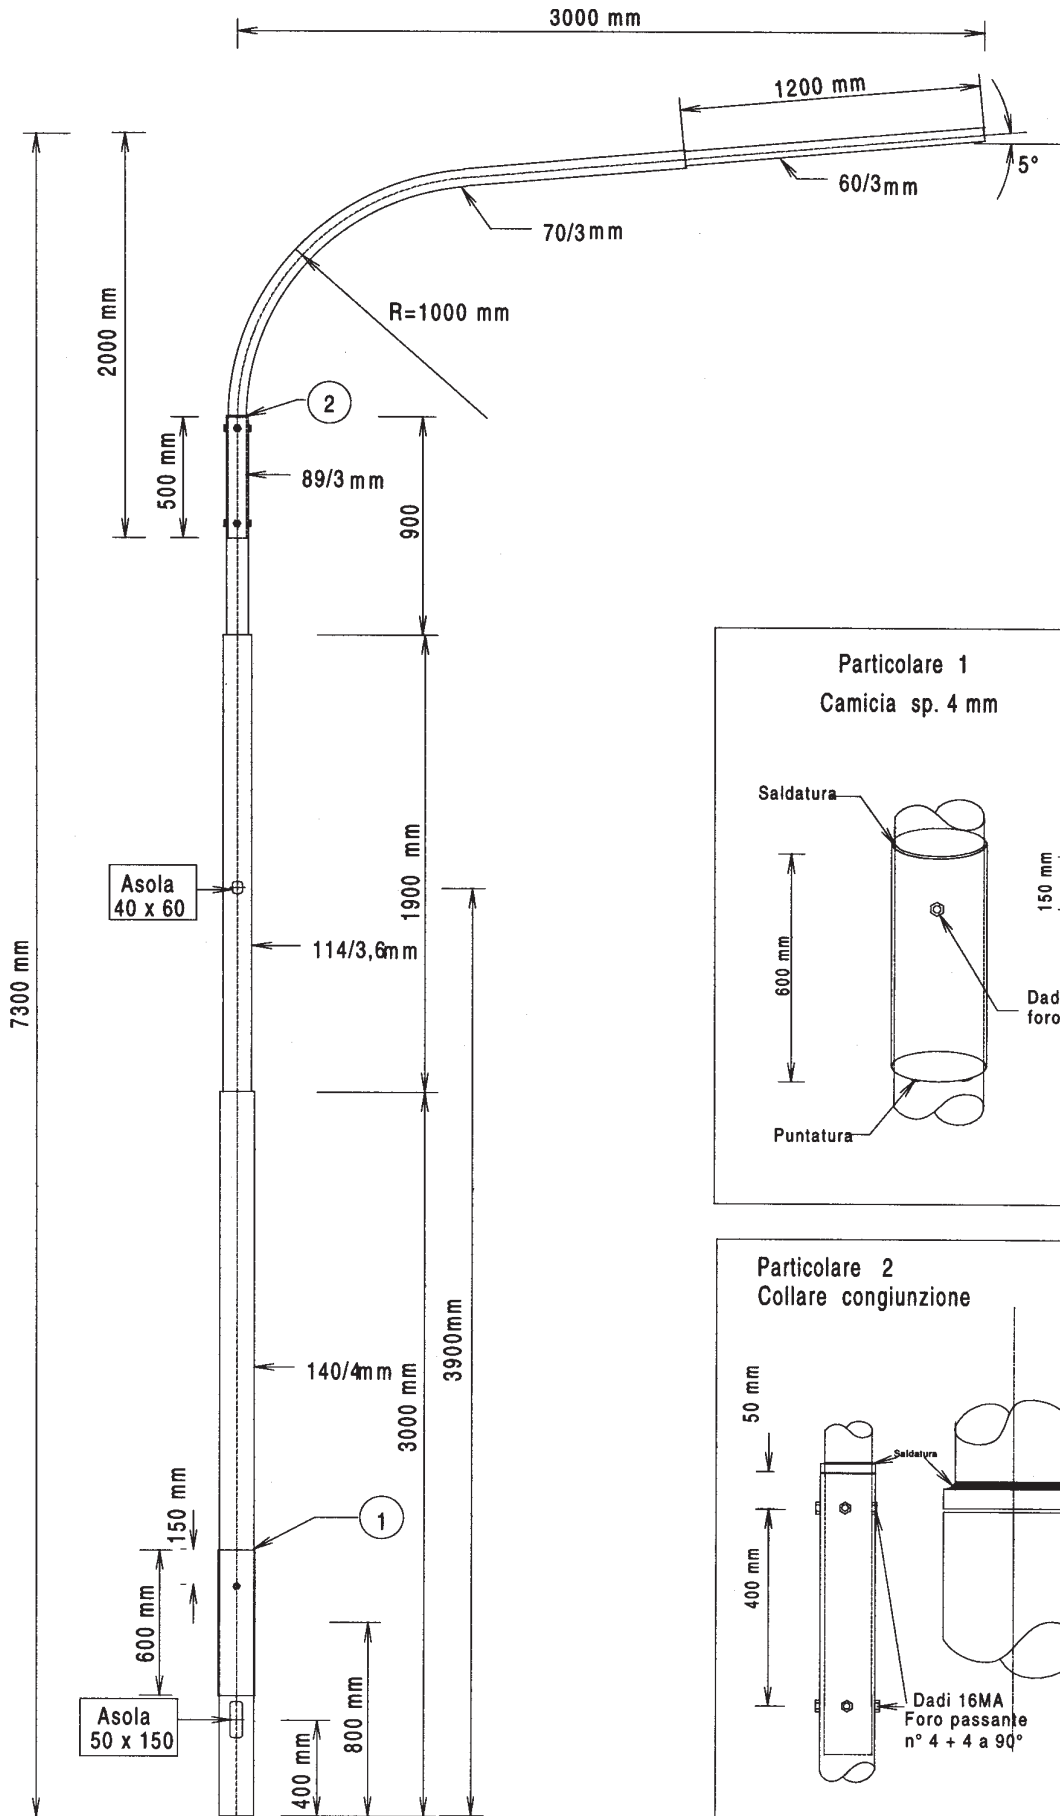 3000 mm
1200 mm
5°
60/3mm
70/3mm
R=1000 mm
2000 mm
2
500 mm
89/3 mm
900
7300 mm
Asola
40 x 60
1900 mm
114/3,6mm
3900mm
140/4mm
3000 mm
150 mm
1
600 mm
Asola
50 x 150
800 mm
400 mm
Particolare 1
Camicia sp. 4 mm
Saldatura
150 mm
600 mm
Dad
foro
Puntatura
Particolare 2
Collare congiunzione
50 mm
Saldatura
400 mm
Dadi 16MA
Foro passante
n° 4 + 4 a 90°